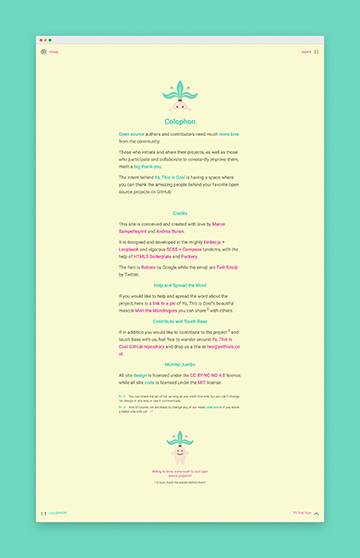 HOME
Colophon
Open source authors and contributors need much more love
from the community.
Those who initiate and share their projects, as well as those
who participate and collaborate to constantly improve them,
merit a big thank you.
The intent behind Yo, This is Cool is having a space where
you can thank the amazing people behind your favorite open
source projects on GitHub.
Credits
This site is conceived and created with love by Marco
Sampellegrini and Andrea Buran.
It is designed and developed in the mighty Ember.js +
and vigorous SCSS + Compass tandems, with the
help of HTML5 Boilerplate and Packery.
The font is Roboto by Google while the emoji are Twit Emoji
by Twitter.
Help and Spread the Word
If you would like to help and spread the word about the
project, here is a link to a pic of Yo, This is Cool's beautiful
mascot Meet the Mandragora you can share with others.
Contribute and Touch Base
If in addition you would like to contribute to the project and
touch base with us, feel free to wander around Yo, This is
Cool GitHub repository and drop us a line at
Mumbo Jumbo
All site design is licensed under the CC BY-NC-ND 4.0 licence,
while all site code is licensed under the MIT license.
Willing to show some love to cool open
source projects?
COLOPHON